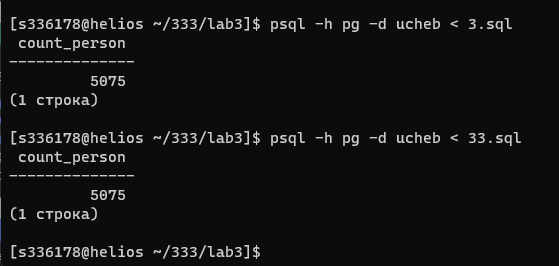 [s336178@helios ~/333/lab3]$ psql -h pg -d ucheb < 3.sql
 count_person
--------------
         5075
(1 строка)
[s336178@helios ~/333/lab3]$ psql -h pg -d ucheb < 33.sql
 count_person
--------------
         5075
(1 строка)
[s336178@helios ~/333/lab3]$